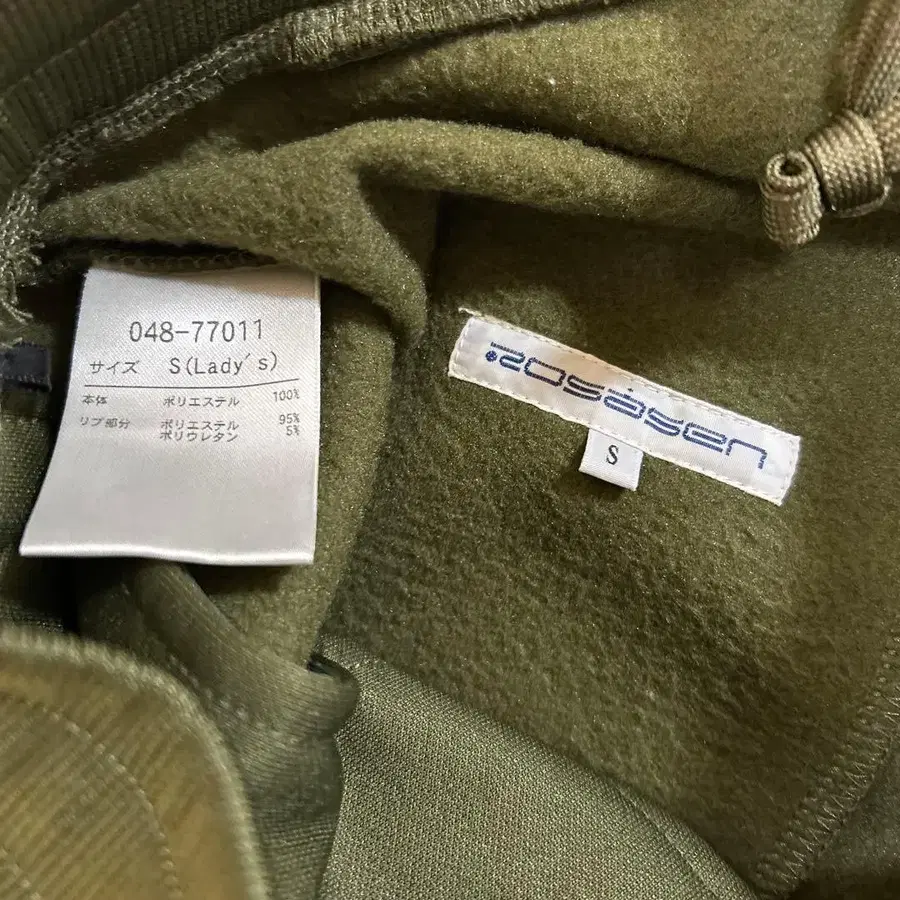 048-77011
サイズ S(Lady's)
本体 ポリエステル 100%
リブ部分 ポリエステル 95%
ポリウレタン 5%
rosasen
S